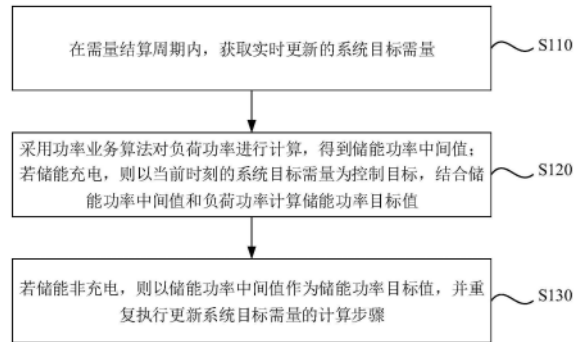 在需量结算周期内，获取实时更新的系统目标需量
S110
采用功率业务算法对负荷功率进行计算，得到储能功率中间值；
若储能充电，则以当前时刻的系统目标需量为控制目标，结合储
能功率中间值和负荷功率计算储能功率目标值
S120
若储能非充电，则以储能功率中间值作为储能功率目标值，并重
复执行更新系统目标需量的计算步骤
S130